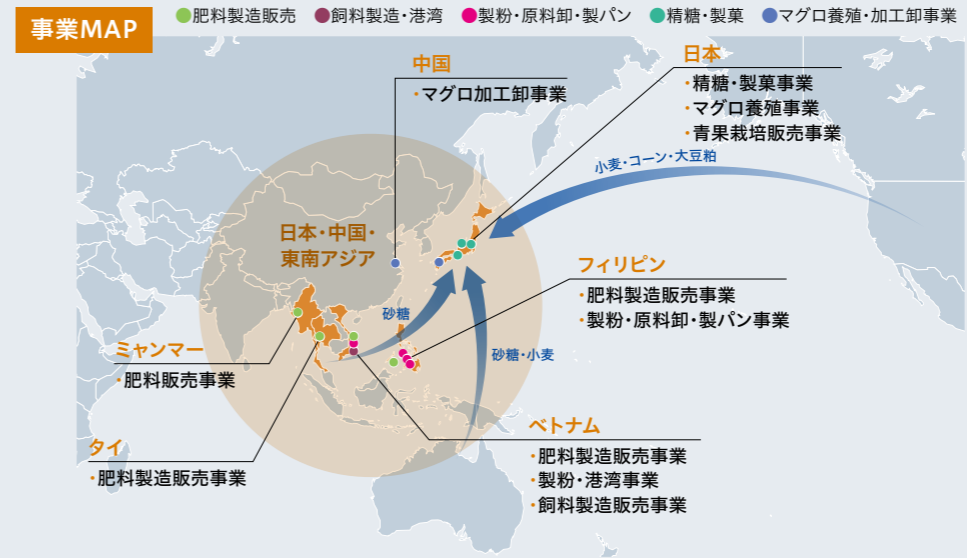 事業MAP
肥料製造販売
飼料製造・港湾
製粉・原料卸・製パン
精糖・製菓
マグロ養殖・加工卸事業
中国
・マグロ加工卸事業
日本
・精糖・製菓事業
・マグロ養殖事業
・青果栽培販売事業
小麦・コーン・大豆粕
日本・中国・
東南アジア
フィリピン
・肥料製造販売事業
・製粉・原料卸・製パン事業
砂糖
砂糖・小麦
ミャンマー
・肥料販売事業
タイ
・肥料製造販売事業
ベトナム
・肥料製造販売事業
・製粉・港湾事業
・飼料製造販売事業